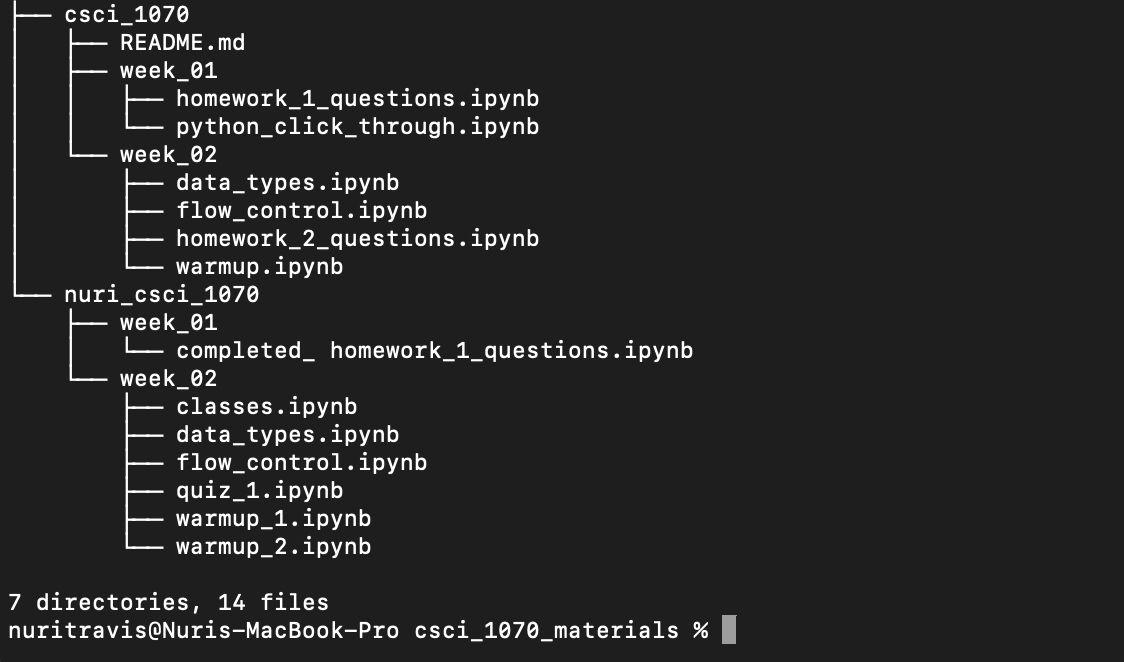 ├── csci_1070
│   ├── README.md
│   ├── week_01
│   │   ├── homework_1_questions.ipynb
│   │   └── python_click_through.ipynb
│   └── week_02
│       ├── data_types.ipynb
│       ├── flow_control.ipynb
│       ├── homework_2_questions.ipynb
│       └── warmup.ipynb
└── nuri_csci_1070
    ├── week_01
    │   └── completed_ homework_1_questions.ipynb
    └── week_02
        ├── classes.ipynb
        ├── data_types.ipynb
        ├── flow_control.ipynb
        ├── quiz_1.ipynb
        ├── warmup_1.ipynb
        └── warmup_2.ipynb

7 directories, 14 files
nuritravis@Nuris-MacBook-Pro csci_1070_materials %